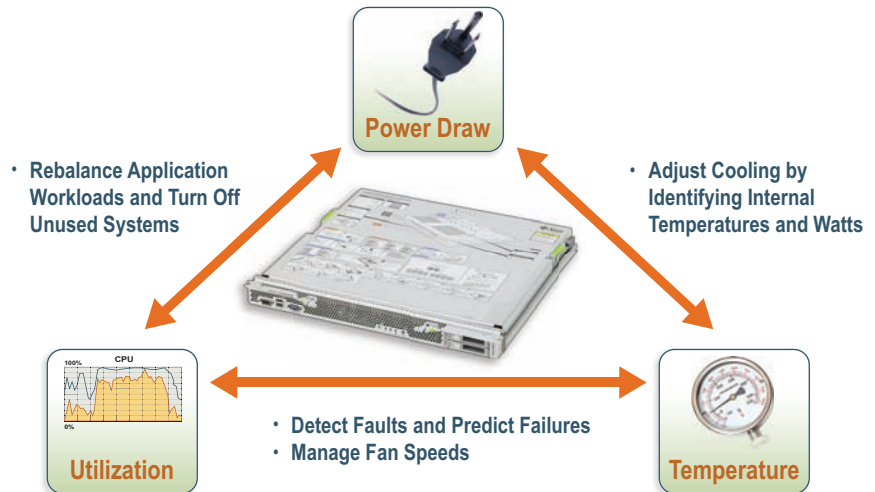 Power Draw
• Rebalance Application
Workloads and Turn Off
Unused Systems
• Adjust Cooling by
Identifying Internal
Temperatures and Watts
CPU
100%
0%
Utilization
• Detect Faults and Predict Failures
• Manage Fan Speeds
Temperature